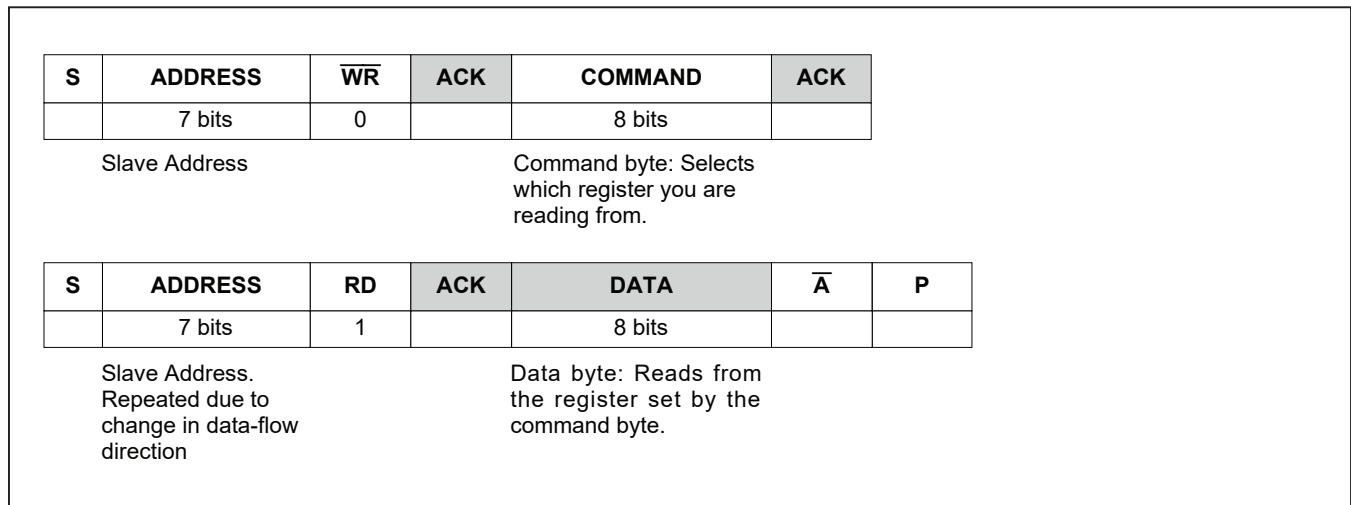 S ADDRESS W̅R̅ ACK COMMAND ACK
7 bits 0 8 bits
Slave Address
Command byte: Selects
which register you are
reading from.
S ADDRESS RD ACK DATA A̅ P
7 bits 1 8 bits
Slave Address.
Repeated due to
change in data-flow
direction
Data byte: Reads from
the register set by the
command byte.